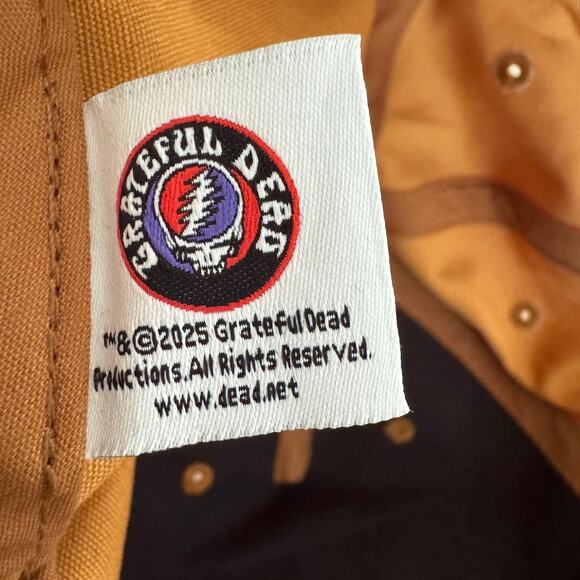 GRATEFUL DEAD
™&©2025 Grateful Dead
Productions.All Rights Reserved.
www.dead.net